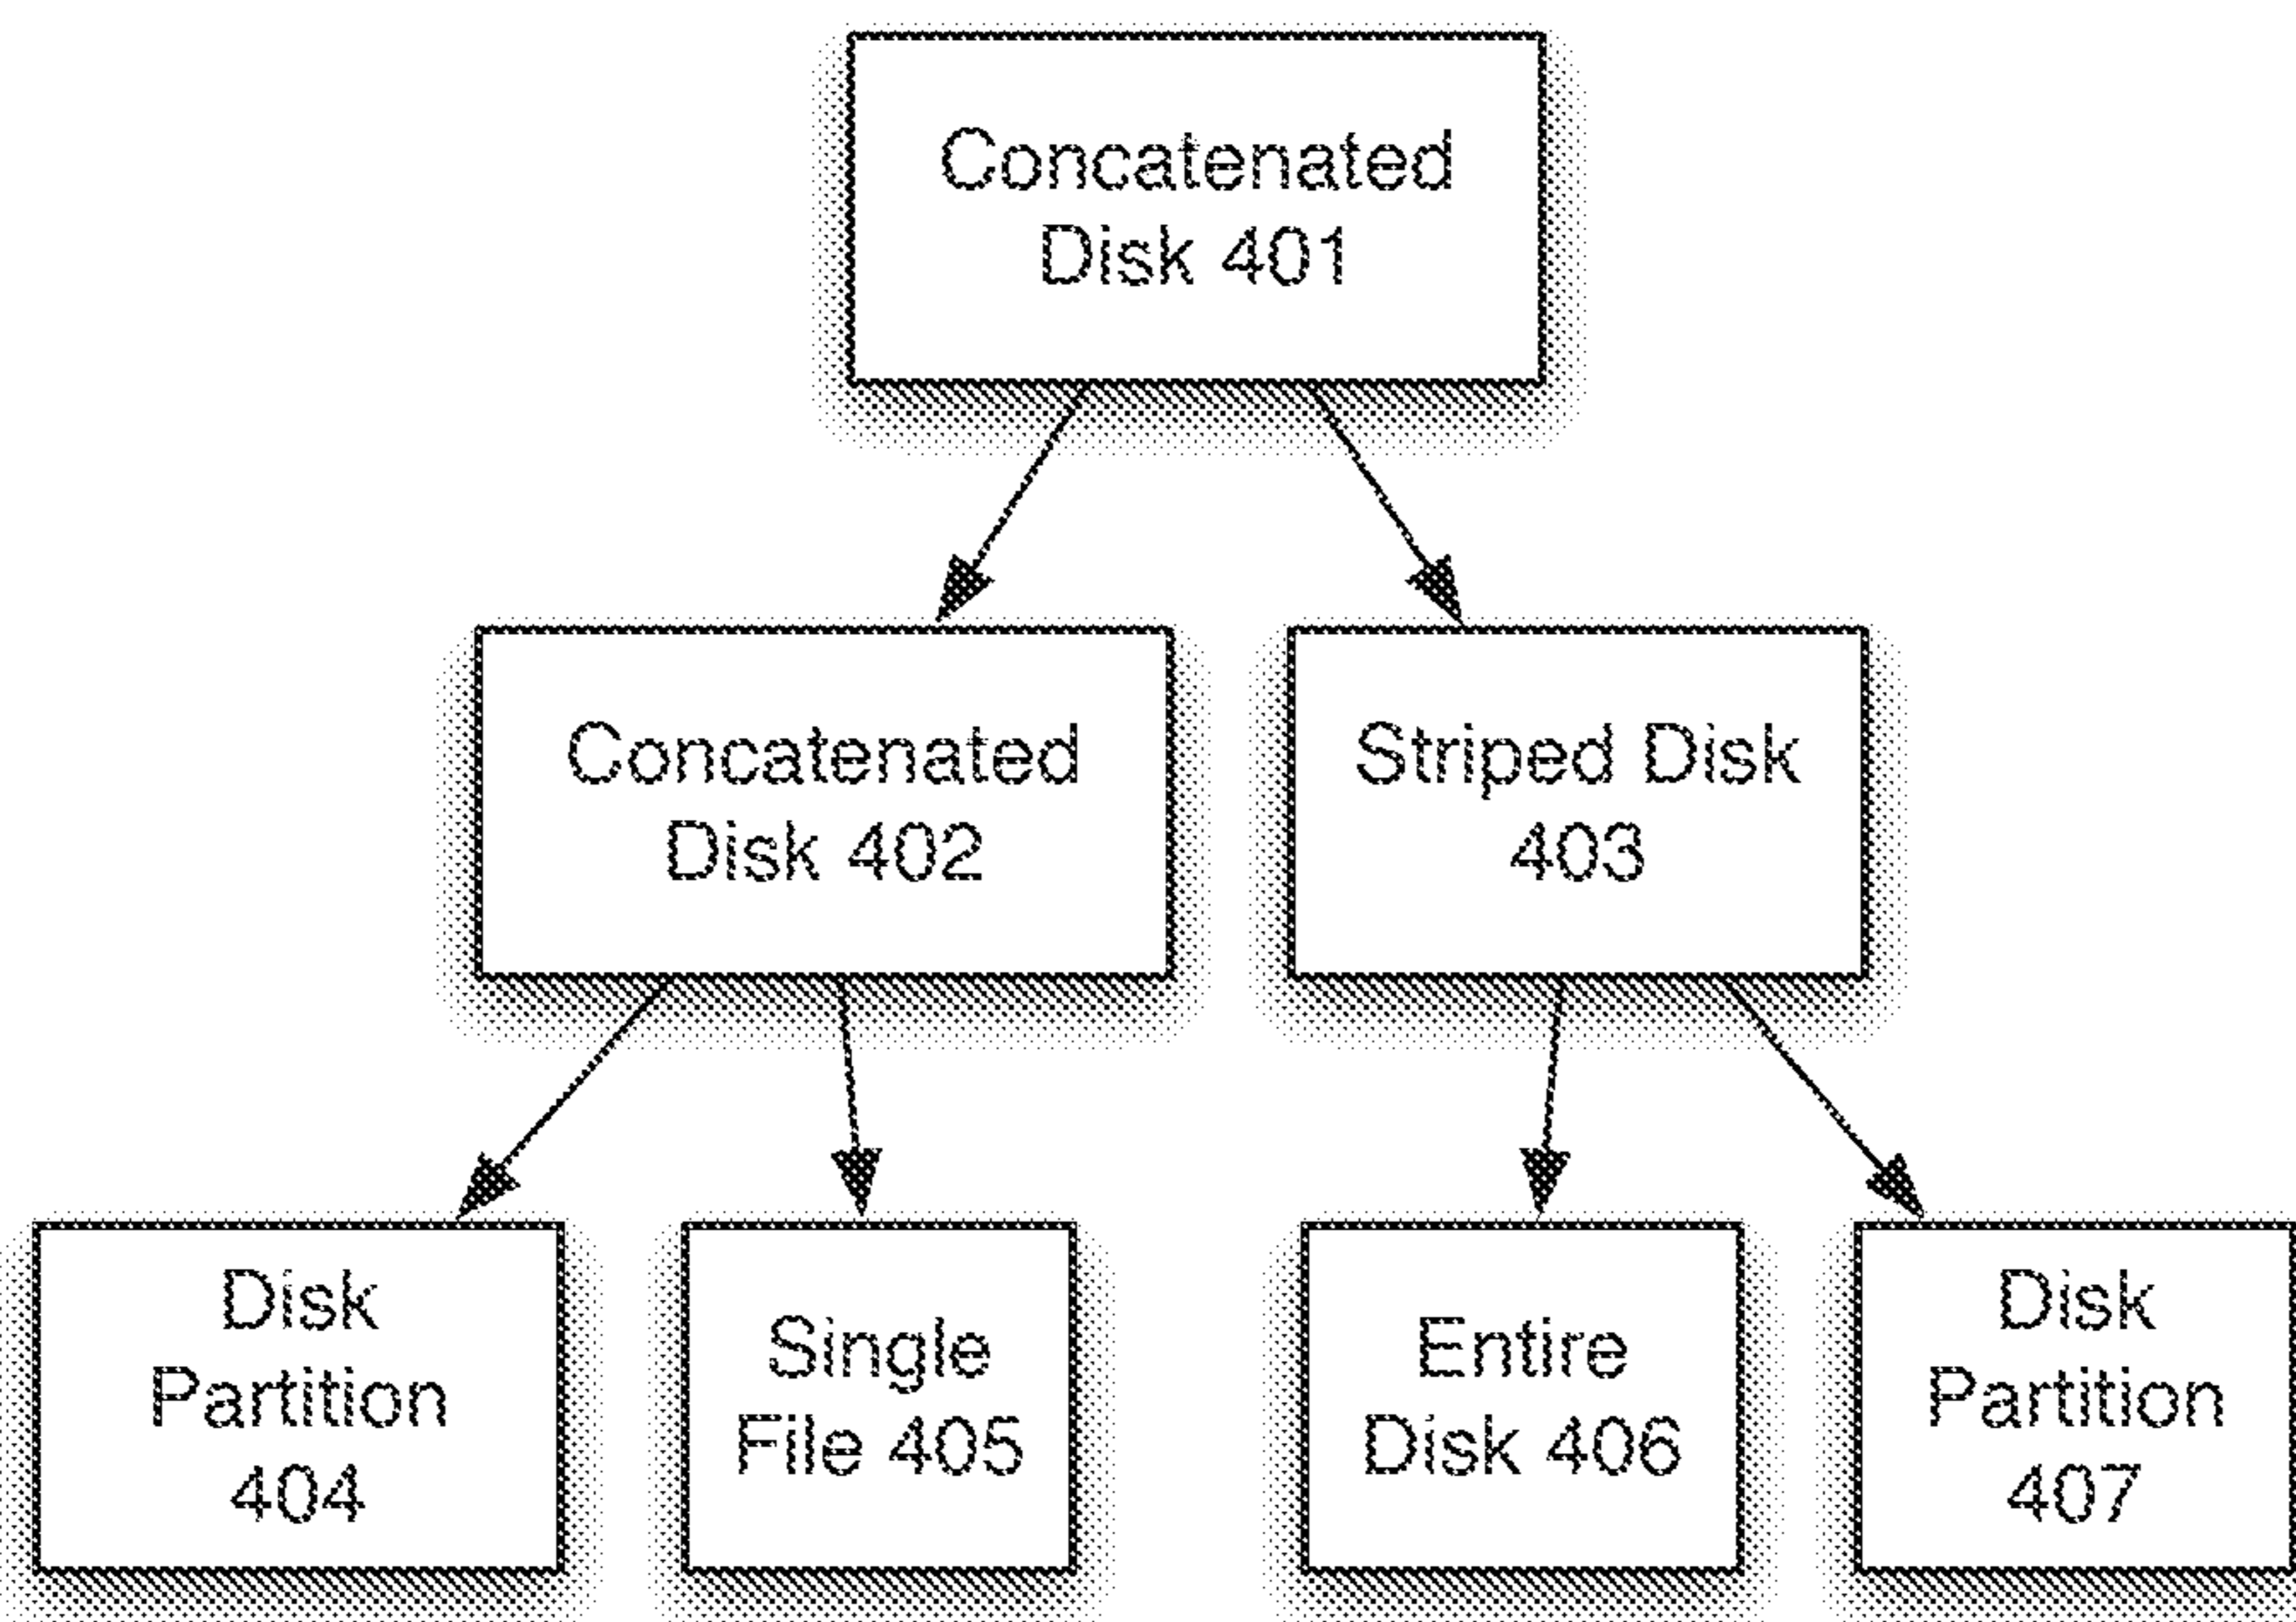 Concatenated
Disk 401
Concatenated
Disk 402
Striped Disk
403
Disk
Partition
404
Single
File 405
Entire
Disk 406
Disk
Partition
407